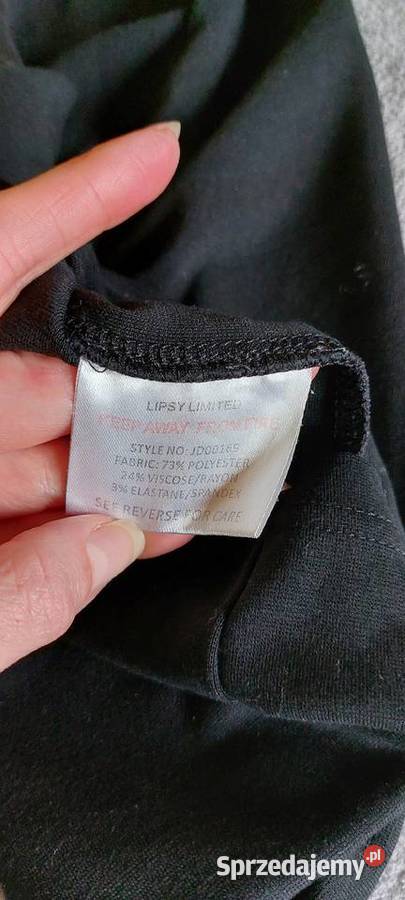 LIPSY LIMITED
KEEP AWAY FROM FIRE
STYLE NO: JD00169
FABRIC: 73% POLYESTER
24% VISCOSE/RAYON
3% ELASTANE/SPANDEX
SEE REVERSE FOR CARE
Sprzedajemy.pl